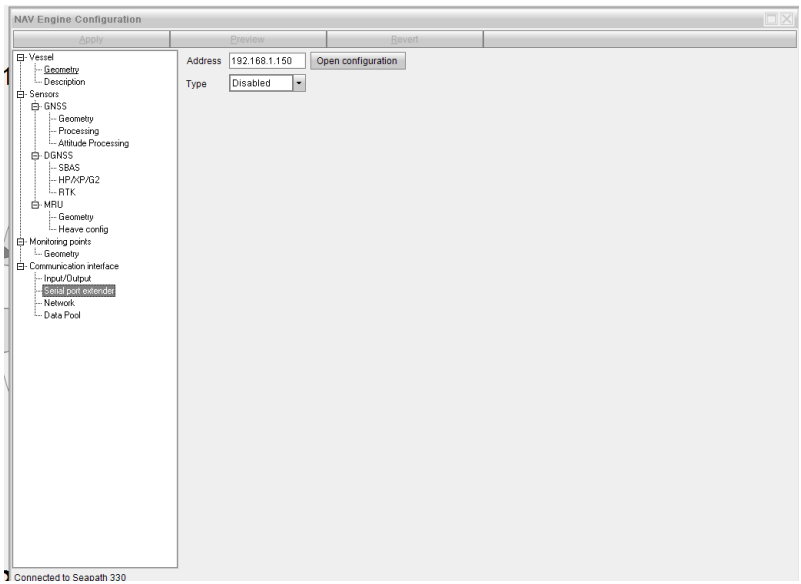 NAV Engine Configuration
Apply Preview Revert
Vessel
Geometry
Description
Sensors
GNSS
Geometry
Processing
Attitude Processing
DGNSS
SBAS
HP/XP/G2
RTK
MRU
Geometry
Heave config
Monitoring points
Geometry
Communication interface
Input/Output
Serial port extender
Network
Data Pool
Address 192.168.1.150 Open configuration
Type Disabled
Connected to Seapath 330